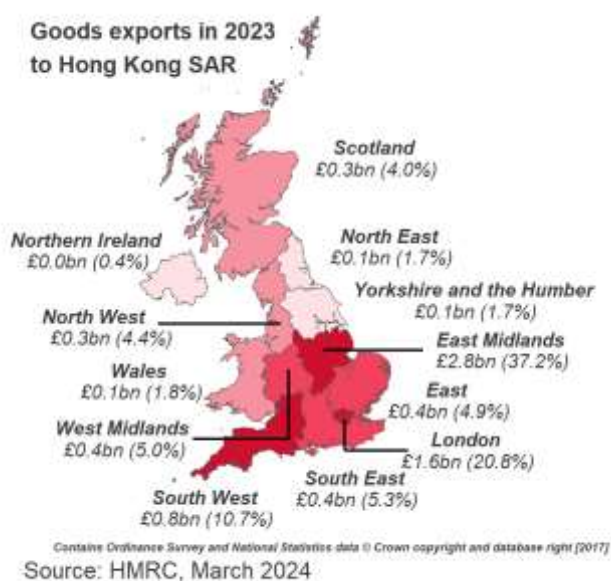 Goods exports in 2023
to Hong Kong SAR
Scotland
£0.3bn (4.0%)
Northern Ireland
£0.0bn (0.4%)
North East
£0.1bn (1.7%)
Yorkshire and the Humber
£0.1bn (1.7%)
North West
£0.3bn (4.4%)
East Midlands
£2.8bn (37.2%)
Wales
£0.1bn (1.8%)
East
£0.4bn (4.9%)
West Midlands
£0.4bn (5.0%)
London
£1.6bn (20.8%)
South East
£0.4bn (5.3%)
South West
£0.8bn (10.7%)
Contains Ordinance Survey and National Statistics data © Crown copyright and database right [2017]
Source: HMRC, March 2024